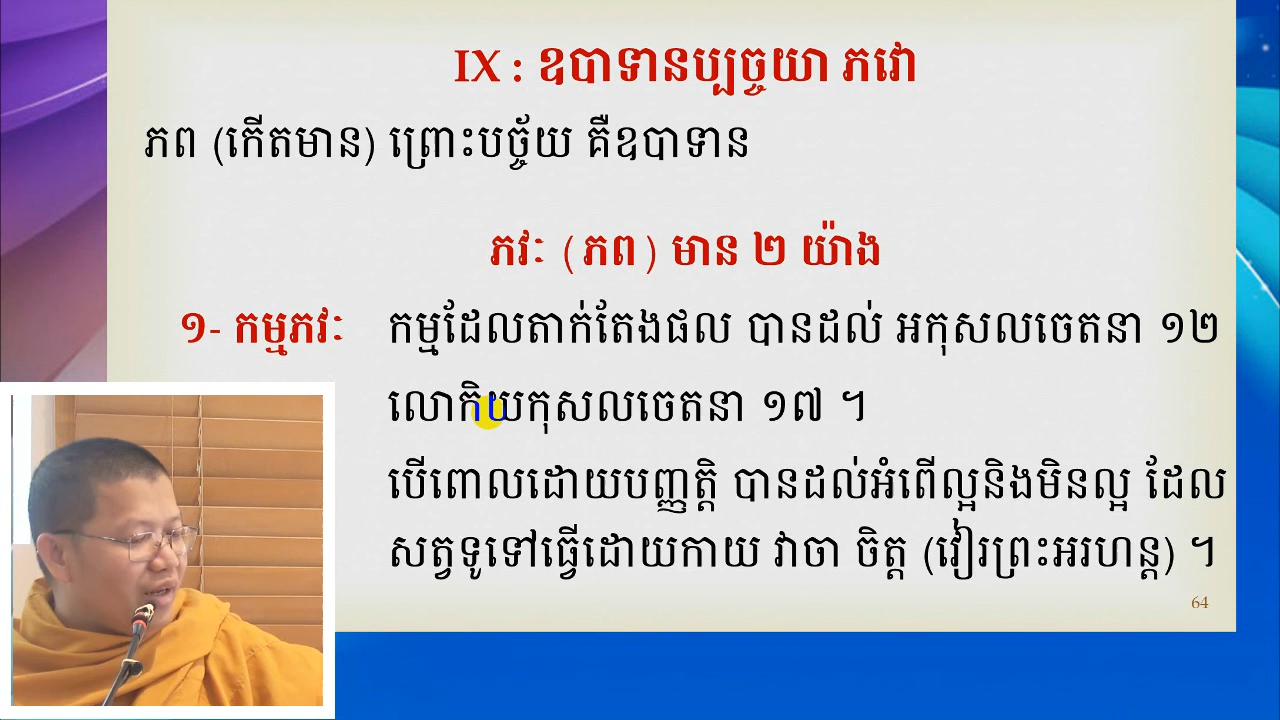 IX : ឧបាទានប្បច្ចយា ភវោ
ភព (កើតមាន) ព្រោះបច្ច័យ គឺឧបាទាន
ភវៈ (ភព) មាន ២ យ៉ាង
១- កម្មភវៈ កម្មដែលតាក់តែងផល បានដល់ អកុសលចេតនា ១២
លោកិយកុសលចេតនា ១៧ ។
បើពោលដោយបញ្ញត្តិ បានដល់អំពើល្អនិងមិនល្អ ដែល
សត្វទូទៅធ្វើដោយកាយ វាចា ចិត្ត (វៀរព្រះអរហន្ត) ។
64